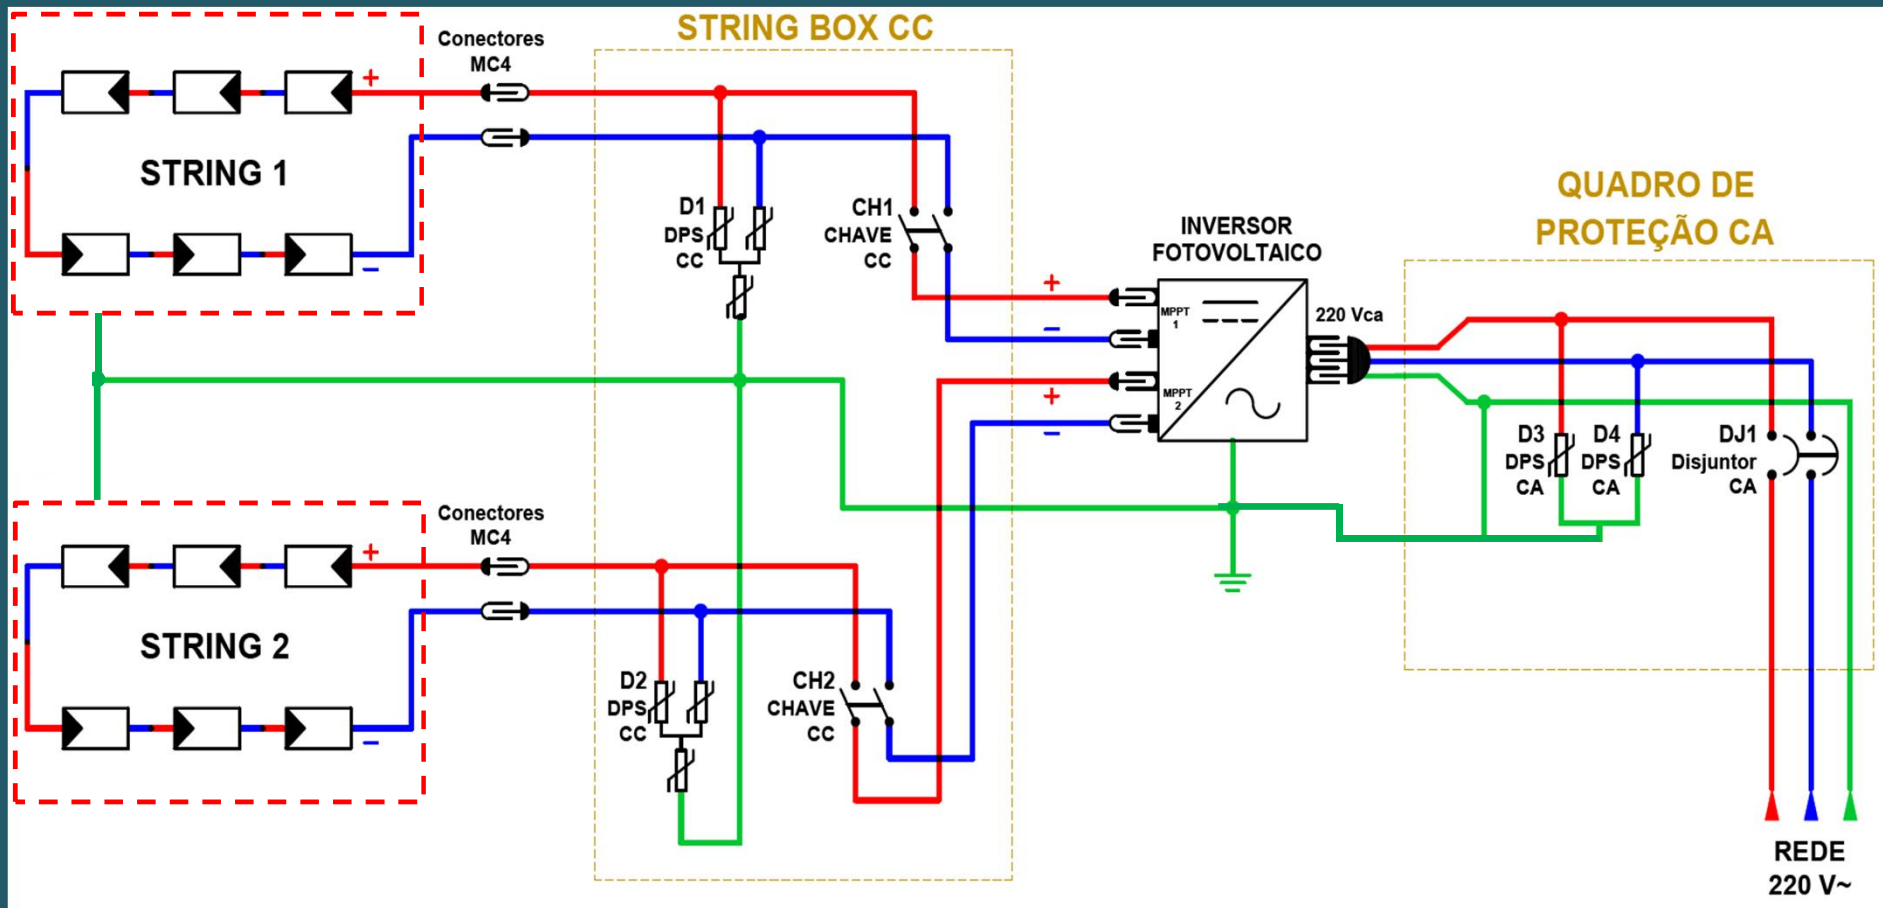 STRING BOX CC
Conectores
MC4
+
STRING 1
–
D1
DPS
CC
CH1
CHAVE
CC
INVERSOR
FOTOVOLTAICO
+
–
+
–
MPPT
1
MPPT
2
220 Vca
QUADRO DE
PROTEÇÃO CA
D3
DPS
CA
D4
DPS
CA
DJ1
Disjuntor
CA
Conectores
MC4
+
STRING 2
–
D2
DPS
CC
CH2
CHAVE
CC
REDE
220 V~